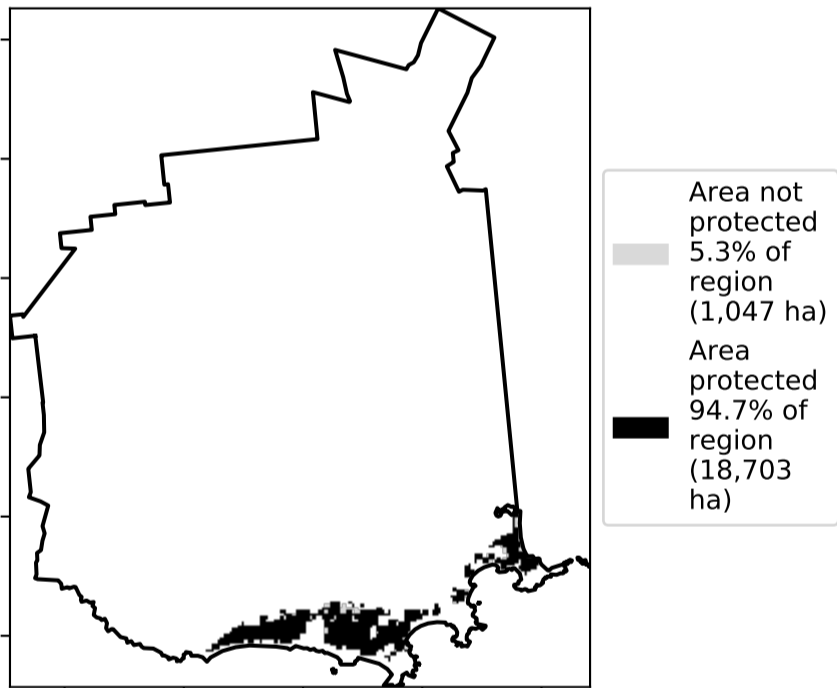 Area not
protected
5.3% of
region
(1,047 ha)
Area
protected
94.7% of
region
(18,703
ha)